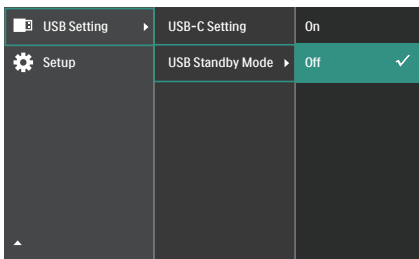 USB Setting
USB-C Setting
On
Setup
USB Standby Mode
Off